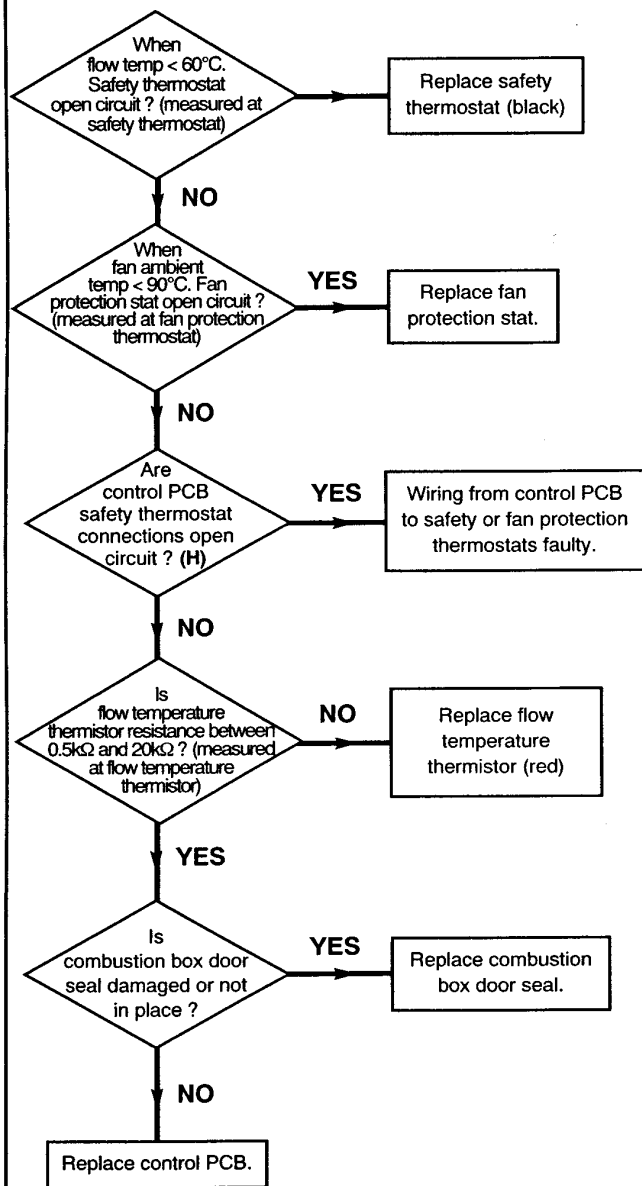 When
flow temp < 60°C.
Safety thermostat
open circuit ? (measured at
safety thermostat)
Replace safety
thermostat (black)
NO
When
fan ambient
temp < 90°C. Fan
protection stat open circuit ?
(measured at fan protection
thermostat)
YES
Replace fan
protection stat.
NO
Are
control PCB
safety thermostat
connections open
circuit ? (H)
YES
Wiring from control PCB
to safety or fan protection
thermostats faulty.
NO
Is
flow temperature
thermistor resistance between
0.5kΩ and 20kΩ ? (measured
at flow temperature
thermistor)
NO
Replace flow
temperature
thermistor (red)
YES
Is
combustion box door
seal damaged or not
in place ?
YES
Replace combustion
box door seal.
NO
Replace control PCB.